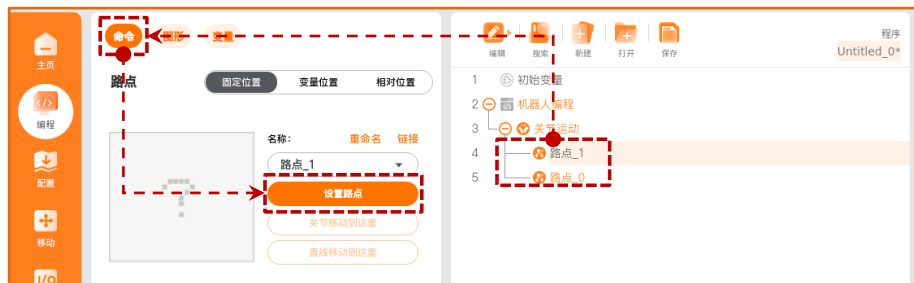 主页
编程
配置
移动
I/O
命令 图形 变量
路点
固定位置 变量位置 相对位置
名称: 重命名 链接
路点_1
设置路点
关节移动到这里
直线移动到这里
编辑 搜索 新建 打开 保存
程序
Untitled_0*
1 初始变量
2 机器人编程
3 关节运动
4 路点_1
5 路点_0